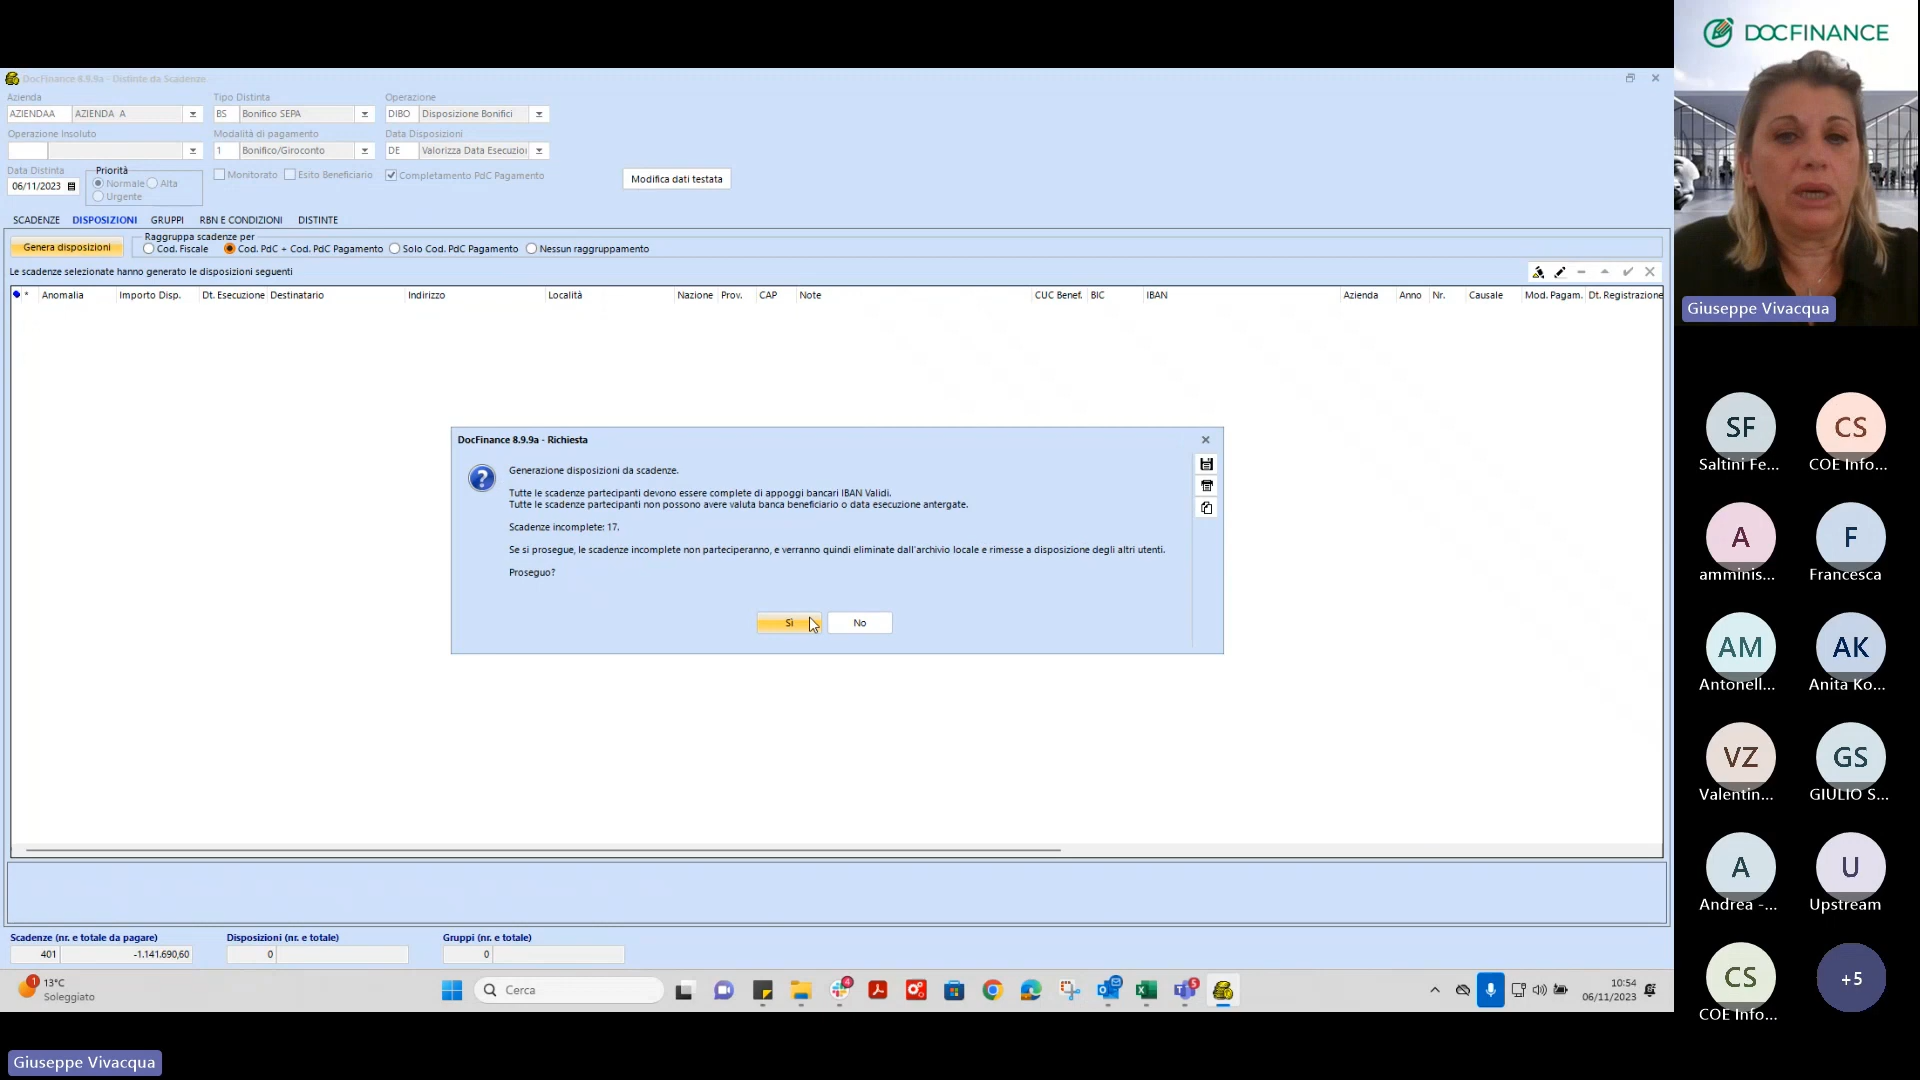 DOCFINANCE
DocFinance 8.9.9a - Distinte da Scadenze
Azienda
Tipo Distinta
Operazione
AZIENDAA
AZIENDA A
BS
Bonifico SEPA
DIBO
Disposizione Bonifici
Operazione Insoluto
Modalità di pagamento
Data Disposizioni
1
Bonifico/Giroconto
DE
Valorizza Data Esecuzio
Data Distinta
Priorità
06/11/2023
Normale
Alta
Urgente
Monitorato
Esito Beneficiario
Completamento PdC Pagamento
Modifica dati testata
SCADENZE
DISPOSIZIONI
GRUPPI
RBN E CONDIZIONI
DISTINTE
Genera disposizioni
Raggruppa scadenze per
Cod. Fiscale
Cod. PdC + Cod. PdC Pagamento
Solo Cod. PdC Pagamento
Nessun raggruppamento
Le scadenze selezionate hanno generato le disposizioni seguenti
* Anomalia Importo Disp. Dt. Esecuzione Destinatario Indirizzo Località Nazione Prov. CAP Note CUC Benef. BIC IBAN Azienda Anno Nr. Causale Mod. Pagam. Dt. Registrazione
DocFinance 8.9.9a - Richiesta
Generazione disposizioni da scadenze.
Tutte le scadenze partecipanti devono essere complete di appoggi bancari IBAN Validi.
Tutte le scadenze partecipanti non possono avere valuta banca beneficiario o data esecuzione antergate.
Scadenze incomplete: 17.
Se si prosegue, le scadenze incomplete non parteciperanno, e verranno quindi eliminate dall'archivio locale e rimesse a disposizione degli altri utenti.
Proseguo?
Sì
No
Scadenze (nr. e totale da pagare)
Disposizioni (nr. e totale)
Gruppi (nr. e totale)
401
-1.141.690,60
0
0
1
13°C
Soleggiato
Cerca
4
5
10:54
06/11/2023
Giuseppe Vivacqua
SF
Saltini Fe...
CS
COE Info...
A
amminis...
F
Francesca
AM
Antonell...
AK
Anita Ko...
VZ
Valentin...
GS
GIULIO S...
A
Andrea -...
U
Upstream
CS
COE Info...
+5
Giuseppe Vivacqua